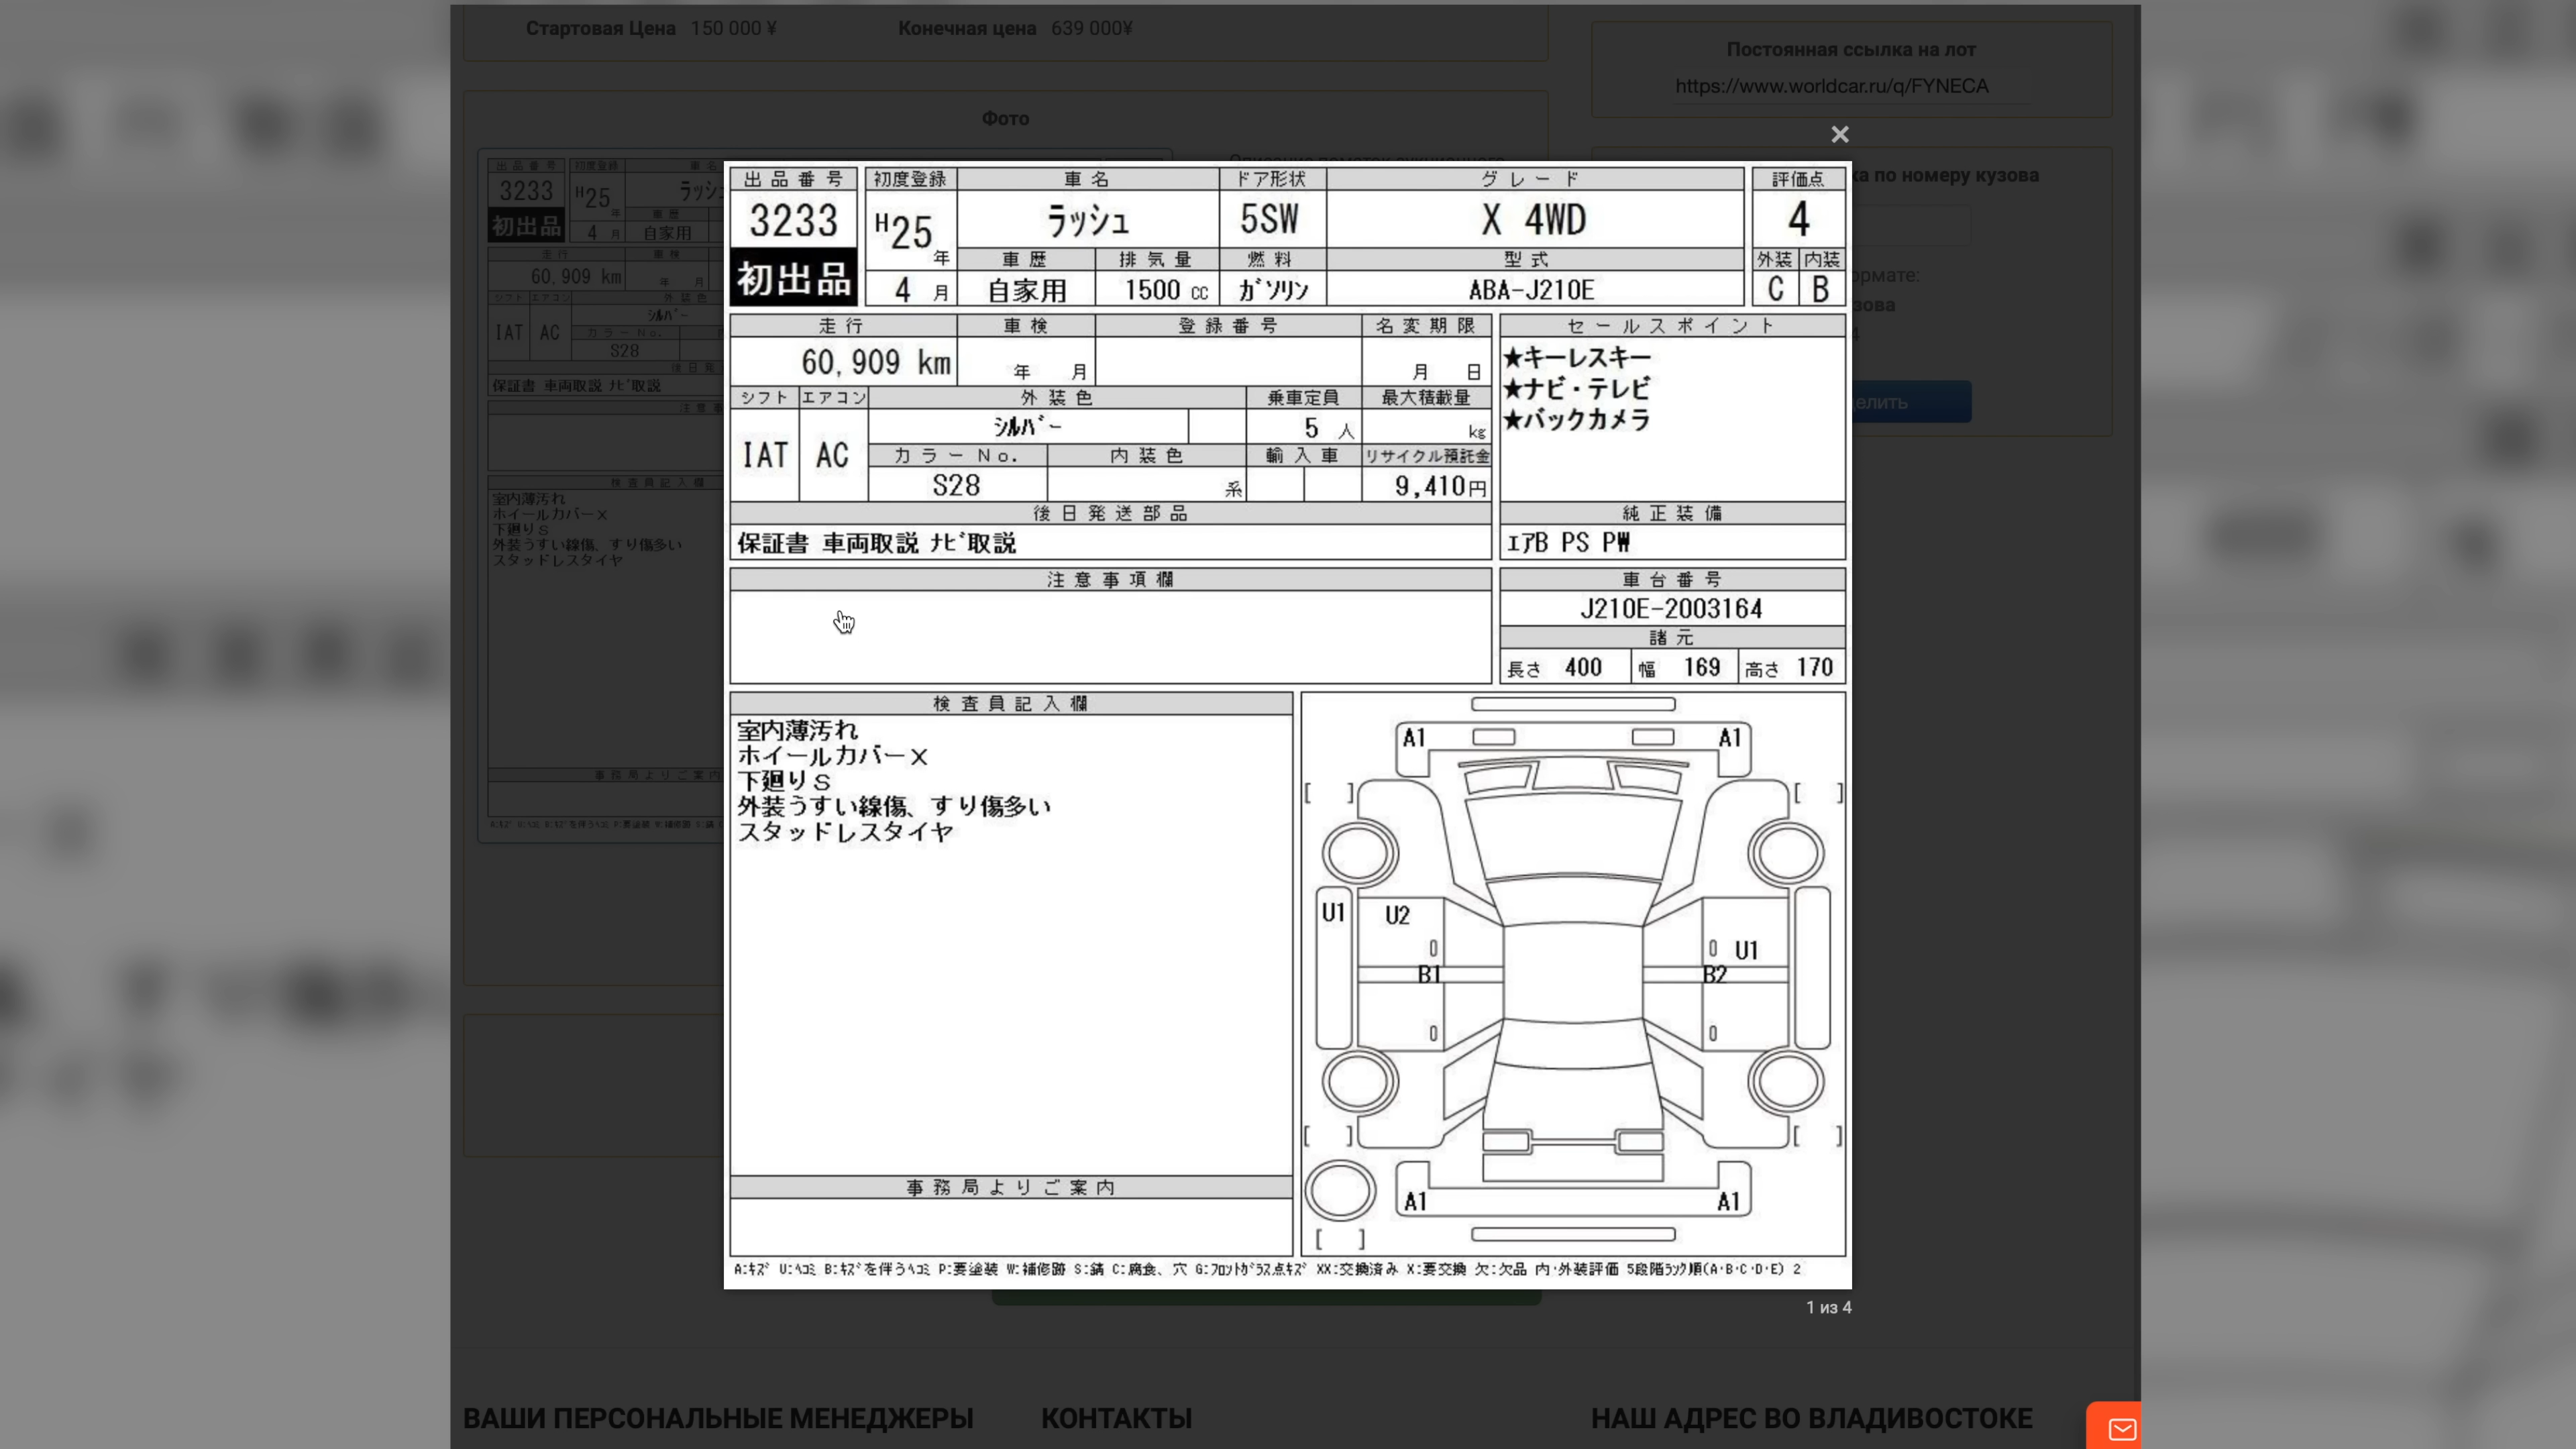 Стартовая Цена 150 000 ¥ Конечная цена 639 000¥
Постоянная ссылка на лот
https://www.worldcar.ru/q/FYNECA
Фото
ка по номеру кузова
×
出品番号 初度登録 車名 ドア形状 グレード 評価点
3233 H25年 ラッシュ 5SW X 4WD 4
初出品 4月 車歴 排気量 燃料 型式 外装 内装
自家用 1500cc ガソリン ABA-J210E C B
走行 車検 登録番号 名変期限 セールスポイント
60,909 km 年 月 月 日
★キーレスキー
★ナビ・テレビ
★バックカメラ
シフト エアコン 外装色 乗車定員 最大積載量
IAT AC シルバー 5人 kg
カラーNo. 内装色 輸入車 リサイクル預託金
S28 系 9,410円
後日発送部品 純正装備
保証書 車両取説 ナビ取説 エアB PS PW
注意事項欄 車台番号
J210E-2003164
諸元
長さ 400 幅 169 高さ 170
検査員記入欄
室内薄汚れ
ホイールカバーX
下廻りS
外装うすい線傷、すり傷多い
スタッドレスタイヤ
A1 A1
[ ] [ ]
U1 U2 U1
B1 B2
[ ] [ ]
A1 A1
[ ]
事務局よりご案内
A:キズ U:ヘコミ B:キズを伴うヘコミ P:要塗装 W:補修跡 S:錆 C:腐食、穴 G:フロントガラス点キズ XX:交換済み X:要交換 欠:欠品 内・外装評価 5段階ランク順(A・B・C・D・E) 2
1 из 4
ВАШИ ПЕРСОНАЛЬНЫЕ МЕНЕДЖЕРЫ КОНТАКТЫ НАШ АДРЕС ВО ВЛАДИВОСТОКЕ